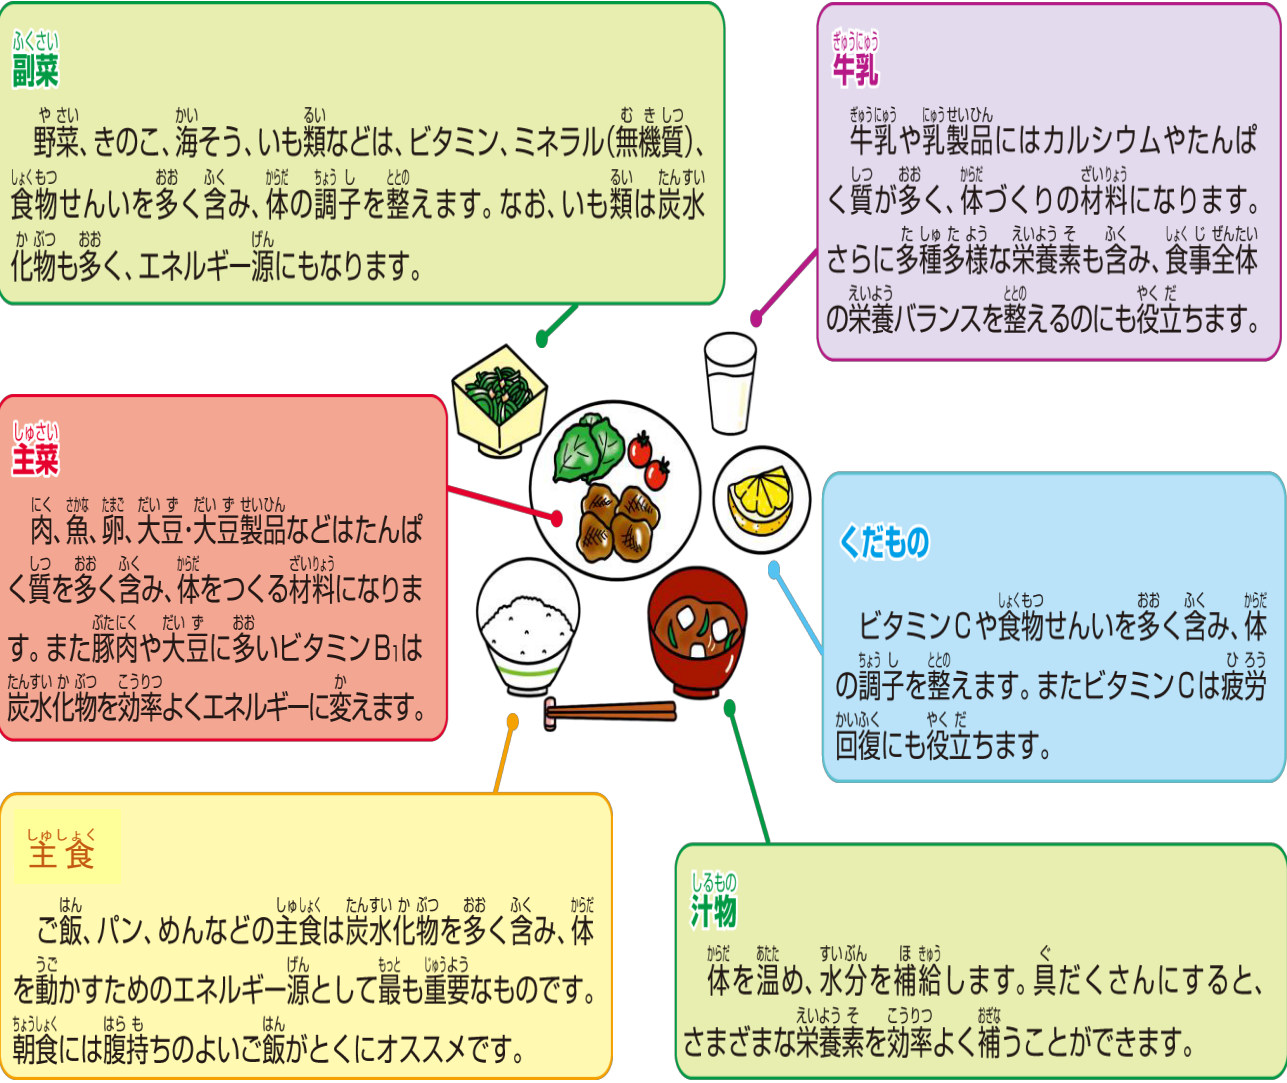 副菜
野菜、きのこ、海そう、いも類などは、ビタミン、ミネラル(無機質)、
食物せんいを多く含み、体の調子を整えます。なお、いも類は炭水
化物も多く、エネルギー源にもなります。
牛乳
牛乳や乳製品にはカルシウムやたんぱ
く質が多く、体づくりの材料になります。
さらに多種多様な栄養素も含み、食事全体
の栄養バランスを整えるのにも役立ちます。
主菜
肉、魚、卵、大豆・大豆製品などはたんぱ
く質を多く含み、体をつくる材料になりま
す。また豚肉や大豆に多いビタミンB₁は
炭水化物を効率よくエネルギーに変えます。
くだもの
ビタミンCや食物せんいを多く含み、体
の調子を整えます。またビタミンCは疲労
回復にも役立ちます。
主食
ご飯、パン、めんなどの主食は炭水化物を多く含み、体
を動かすためのエネルギー源として最も重要なものです。
朝食には腹持ちのよいご飯がとくにオススメです。
汁物
体を温め、水分を補給します。具だくさんにすると、
さまざまな栄養素を効率よく補うことができます。